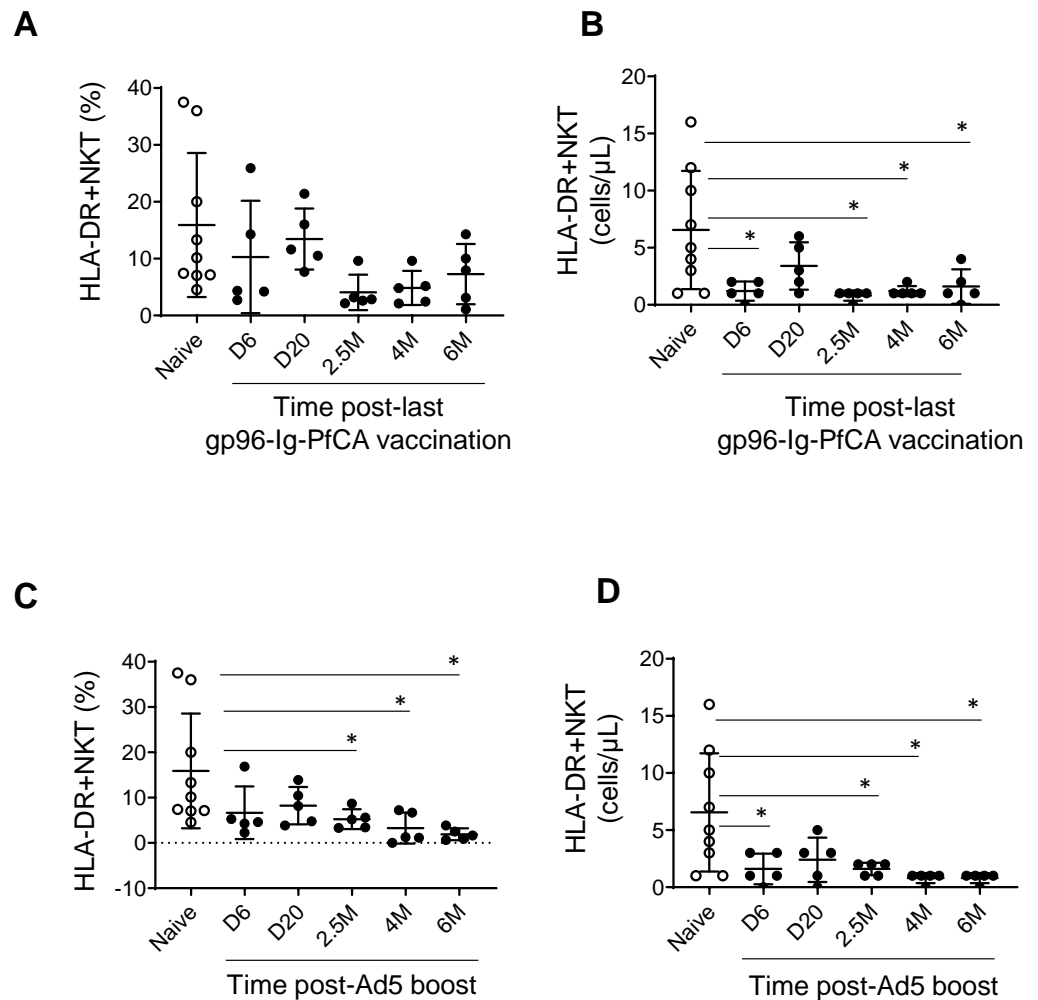 A
HLA-DR+NKT (%)
40
30
20
10
0
Naive
D6
D20
2.5M
4M
6M
Time post-last
gp96-Ig-PfCA vaccination
B
HLA-DR+NKT
(cells/μL)
20
15
10
5
0
*
*
*
*
Naive
D6
D20
2.5M
4M
6M
Time post-last
gp96-Ig-PfCA vaccination
C
HLA-DR+NKT (%)
40
30
20
10
0
-10
*
*
*
Naive
D6
D20
2.5M
4M
6M
Time post-Ad5 boost
D
HLA-DR+NKT
(cells/μL)
20
15
10
5
0
*
*
*
*
Naive
D6
D20
2.5M
4M
6M
Time post-Ad5 boost